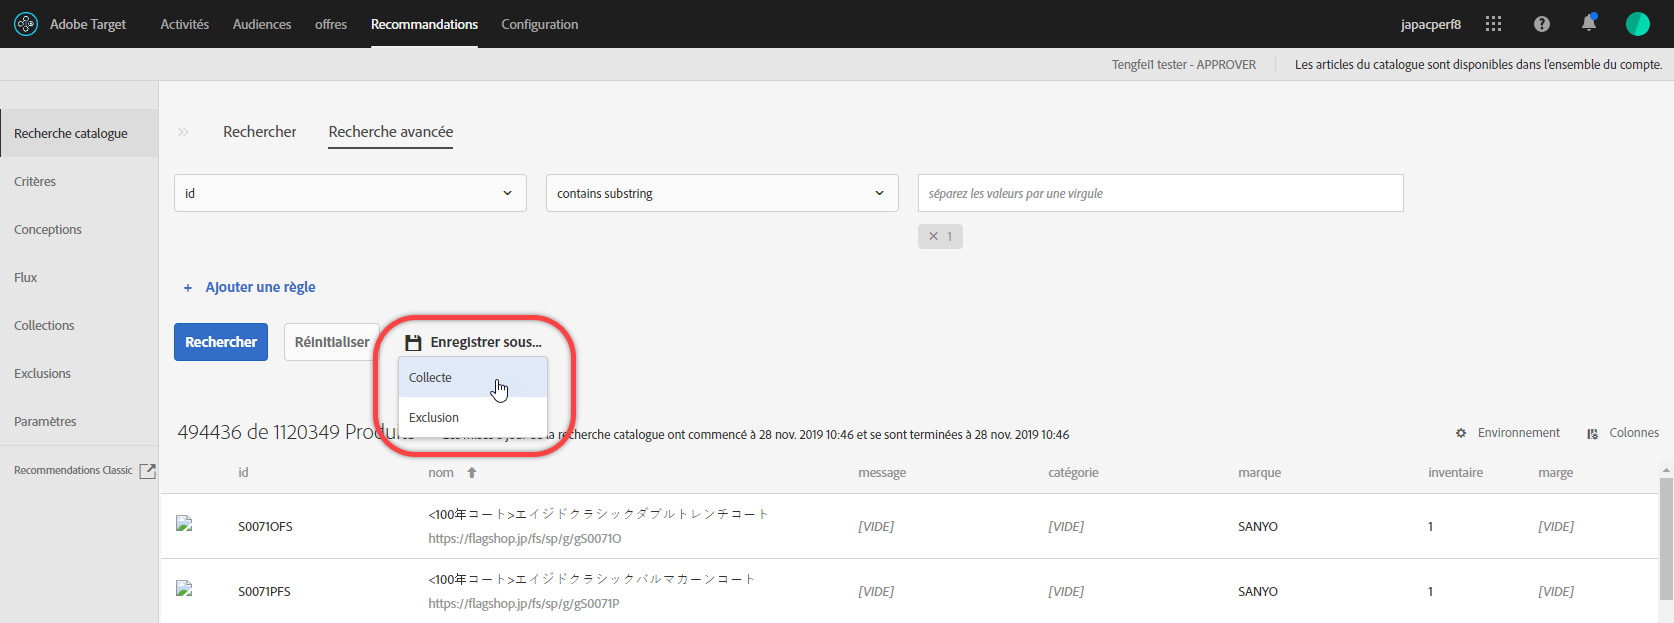 Adobe Target
Activités
Audiences
offres
Recommandations
Configuration
japacperf8
Tengfei1 tester - APPROVER
Les articles du catalogue sont disponibles dans l'ensemble du compte.
Recherche catalogue
Critères
Conceptions
Flux
Collections
Exclusions
Paramètres
Recommendations Classic
Rechercher
Recherche avancée
id
contains substring
séparez les valeurs par une virgule
× 1
+ Ajouter une règle
Rechercher
Réinitialiser
Enregistrer sous...
Collecte
Exclusion
494436 de 1120349 Produits
la recherche catalogue ont commencé à 28 nov. 2019 10:46 et se sont terminées à 28 nov. 2019 10:46
Environnement
Colonnes
id
nom
message
catégorie
marque
inventaire
marge
S0071OFS
<100年コート>エイジドクラシックダブルトレンチコート
https://flagshop.jp/fs/sp/g/gS0071O
[VIDE]
[VIDE]
SANYO
1
[VIDE]
S0071PFS
<100年コート>エイジドクラシックバルマカーンコート
https://flagshop.jp/fs/sp/g/gS0071P
[VIDE]
[VIDE]
SANYO
1
[VIDE]